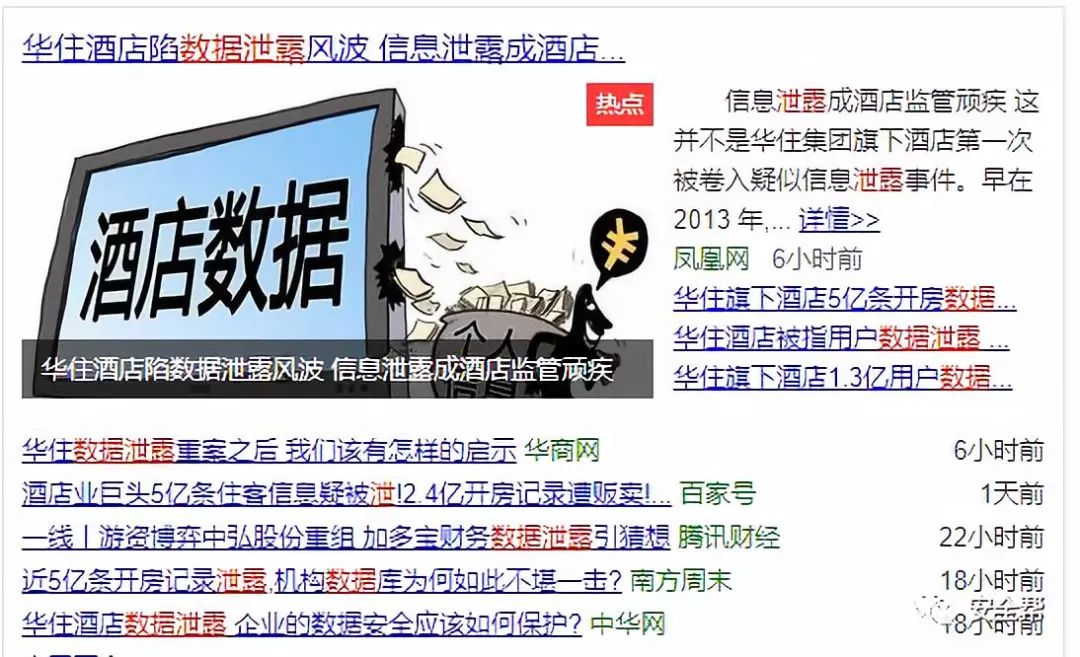 华住酒店陷数据泄露风波 信息泄露成酒店...
热点
酒店数据
个人
华住酒店陷数据泄露风波 信息泄露成酒店监管顽疾
信息泄露成酒店监管顽疾 这
并不是华住集团旗下酒店第一次
被卷入疑似信息泄露事件。早在
2013 年,... 详情>>
凤凰网 6小时前
华住旗下酒店5亿条开房数据...
华住酒店被指用户数据泄露 ...
华住旗下酒店1.3亿用户数据...
华住数据泄露重案之后 我们该有怎样的启示 华商网 6小时前
酒店业巨头5亿条住客信息疑被泄!2.4亿开房记录遭贩卖!... 百家号 1天前
一线丨游资博弈中弘股份重组 加多宝财务数据泄露引猜想 腾讯财经 22小时前
近5亿条开房记录泄露,机构数据库为何如此不堪一击? 南方周末 18小时前
华住酒店数据泄露 企业的数据安全应该如何保护? 中华网 18小时前
安全帮